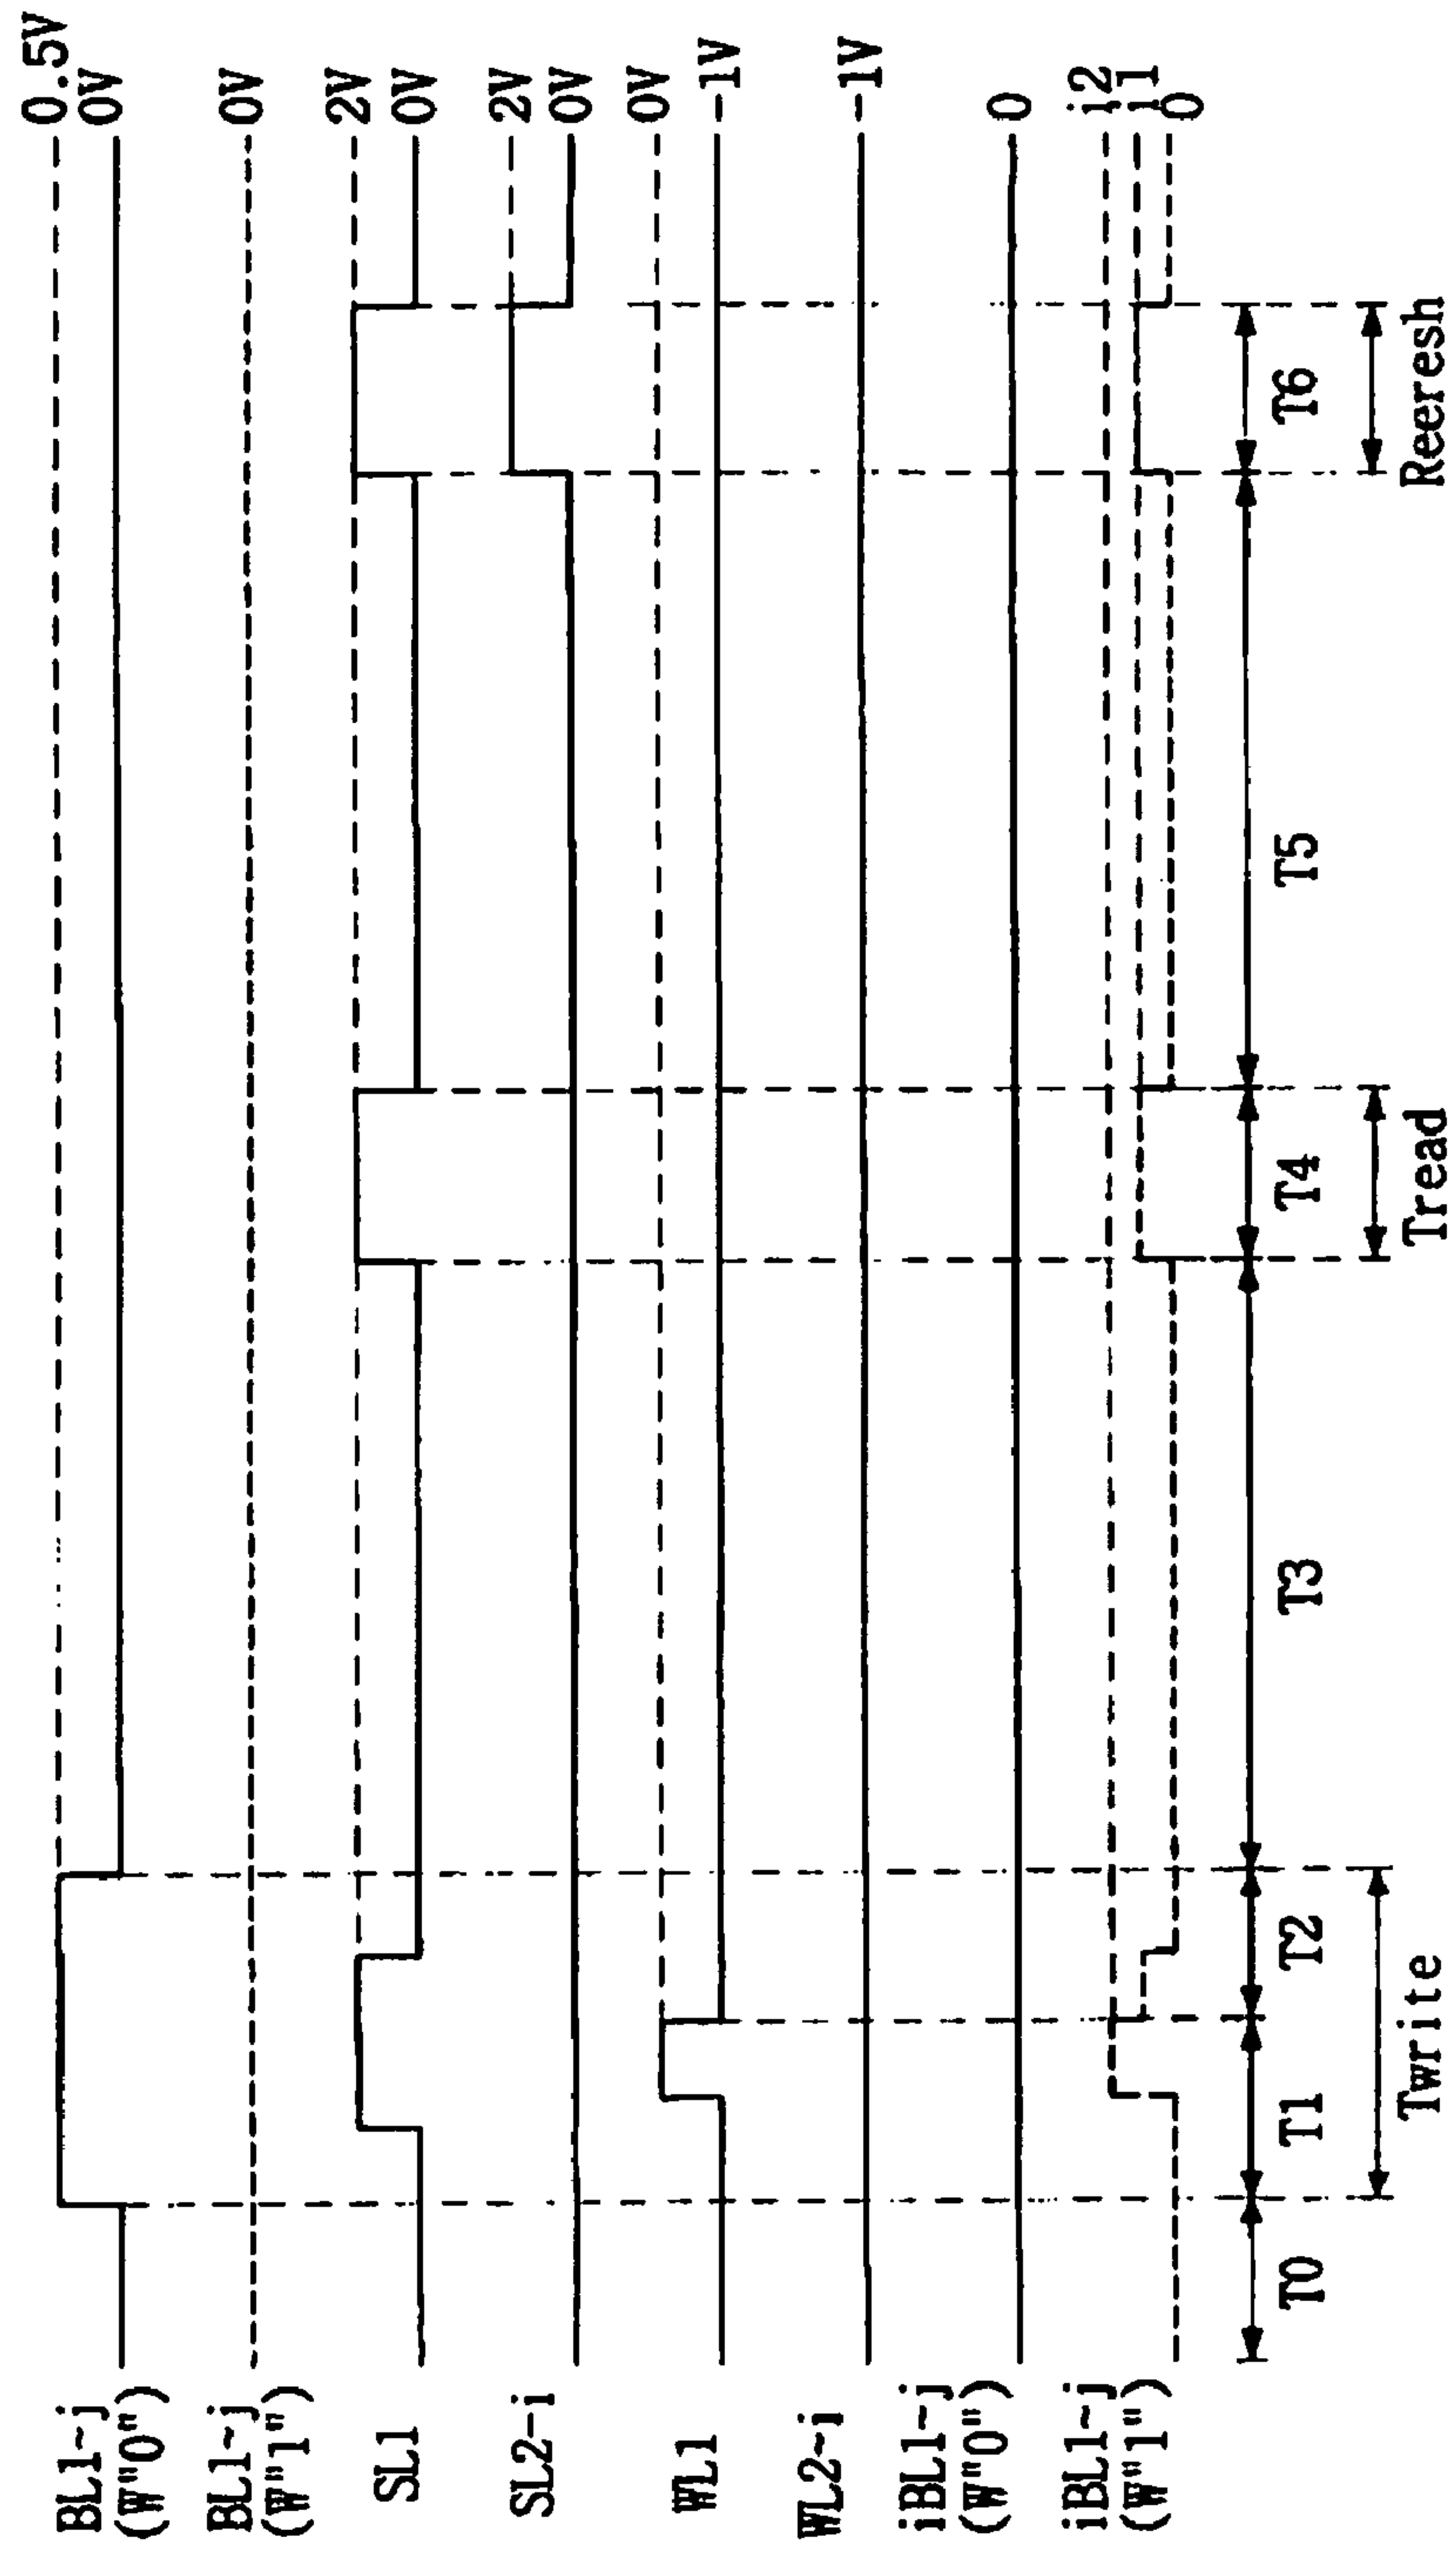 BL1~j
(W"0")
0.5V
0V
BL1~j
(W"1")
0V
SL1
2V
0V
SL2-i
2V
0V
WL1
0V
-1V
WL2~i
-1V
iBL1~j
(W"0")
0
iBL1~j
(W"1")
i2
i1
0
T0
T1
T2
T3
T4
T5
T6
Twrite
Tread
Reeresh